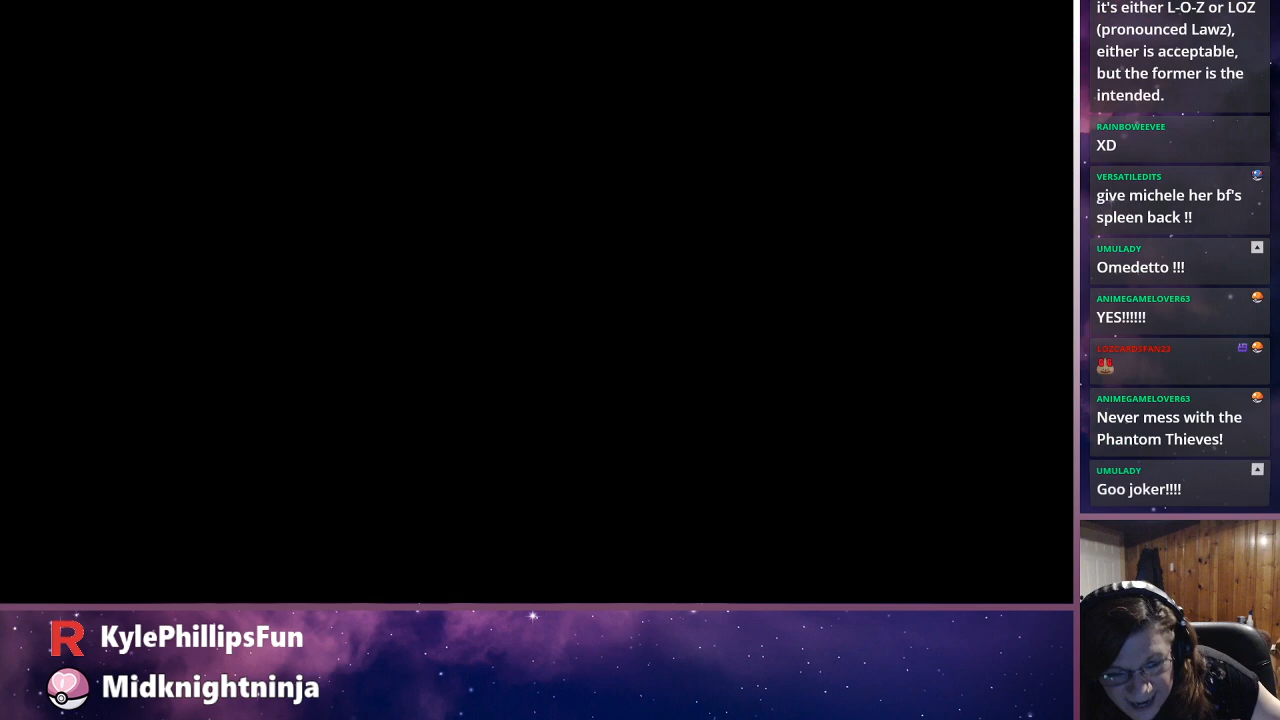 it's either L-O-Z or LOZ
(pronounced Lawz),
either is acceptable,
but the former is the
intended.
RAINBOWEEVEE
XD
VERSATILEDITS
give michele her bf's
spleen back !!
UMULADY
Omedetto !!!
ANIMEGAMELOVER63
YES!!!!!!
LOZCARDSFAN23
ANIMEGAMELOVER63
Never mess with the
Phantom Thieves!
UMULADY
Goo joker!!!!
R KylePhillipsFun
Midknightninja